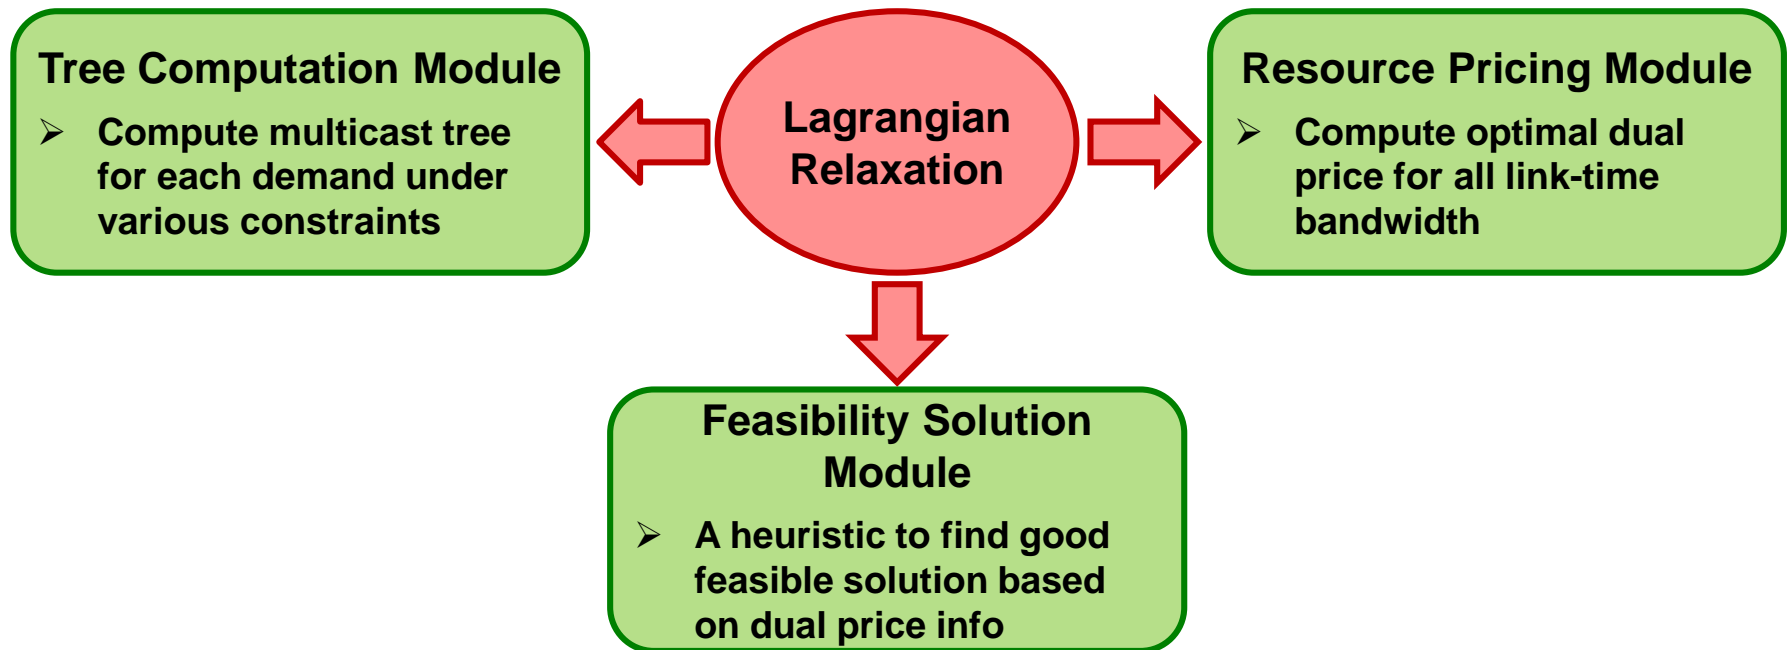 Tree Computation Module
➢ Compute multicast tree
for each demand under
various constraints
Lagrangian
Relaxation
Resource Pricing Module
➢ Compute optimal dual
price for all link-time
bandwidth
Feasibility Solution
Module
➢ A heuristic to find good
feasible solution based
on dual price info